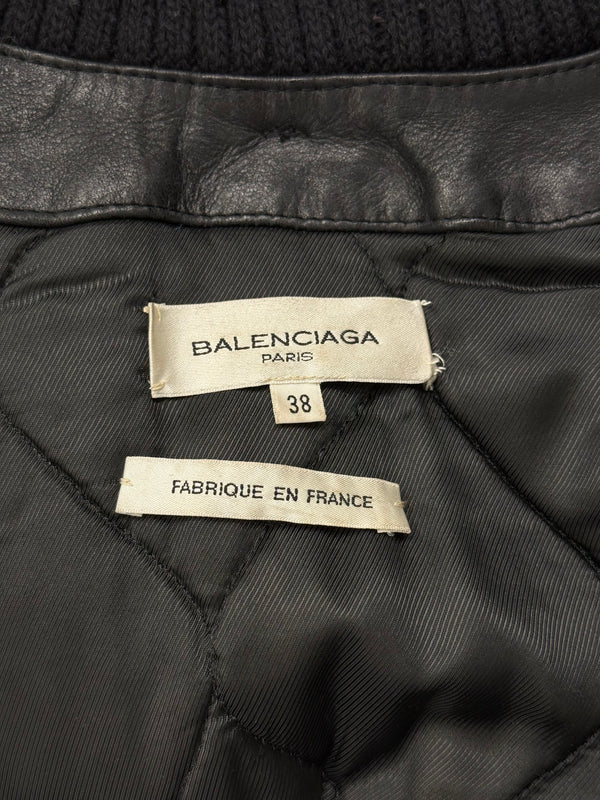 BALENCIAGA
PARIS
38
FABRIQUE EN FRANCE